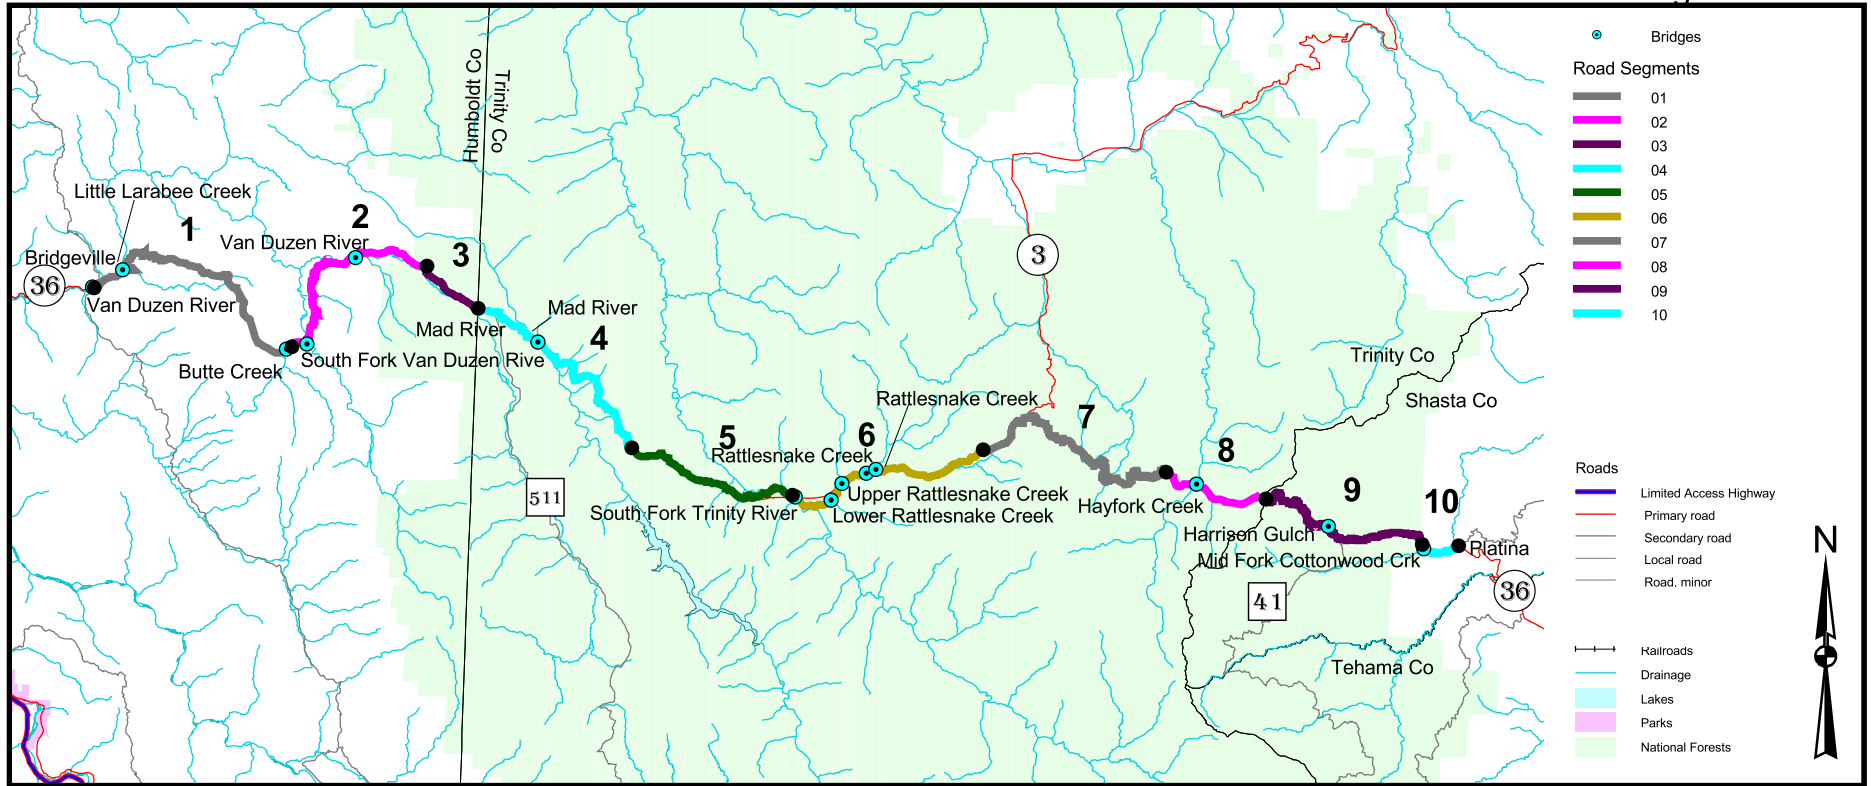 Bridges
Road Segments
01
02
03
04
05
06
07
08
09
10
Humboldt Co
Trinity Co
Little Larabee Creek
1
2
Van Duzen River
3
Bridgeville
36
Van Duzen River
3
Mad River
Mad River
4
South Fork Van Duzen Rive
Butte Creek
Trinity Co
Shasta Co
Rattlesnake Creek
7
5
6
Rattlesnake Creek
8
511
Upper Rattlesnake Creek
South Fork Trinity River
Lower Rattlesnake Creek
Hayfork Creek
9
10
Harrison Gulch
Mid Fork Cottonwood Crk
Platina
41
36
Tehama Co
Roads
Limited Access Highway
Primary road
Secondary road
Local road
Road, minor
N
Railroads
Drainage
Lakes
Parks
National Forests